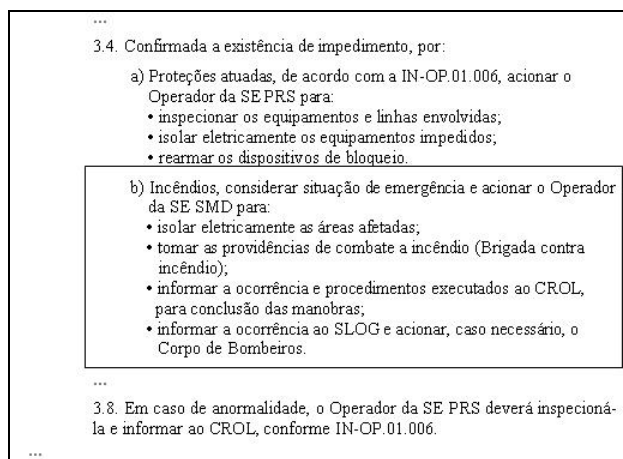 ...
3.4. Confirmada a existência de impedimento, por:
a) Proteções atuadas, de acordo com a IN-OP.01.006, acionar o
Operador da SE PRS para:
• inspecionar os equipamentos e linhas envolvidas;
• isolar eletricamente os equipamentos impedidos;
• rearmar os dispositivos de bloqueio.
b) Incêndios, considerar situação de emergência e acionar o Operador
da SE SMD para:
• isolar eletricamente as áreas afetadas;
• tomar as providências de combate a incêndio (Brigada contra
incêndio);
• informar a ocorrência e procedimentos executados ao CROL,
para conclusão das manobras;
• informar a ocorrência ao SLOG e acionar, caso necessário, o
Corpo de Bombeiros.
...
3.8. Em caso de anormalidade, o Operador da SE PRS deverá inspecioná-
la e informar ao CROL, conforme IN-OP.01.006.
...